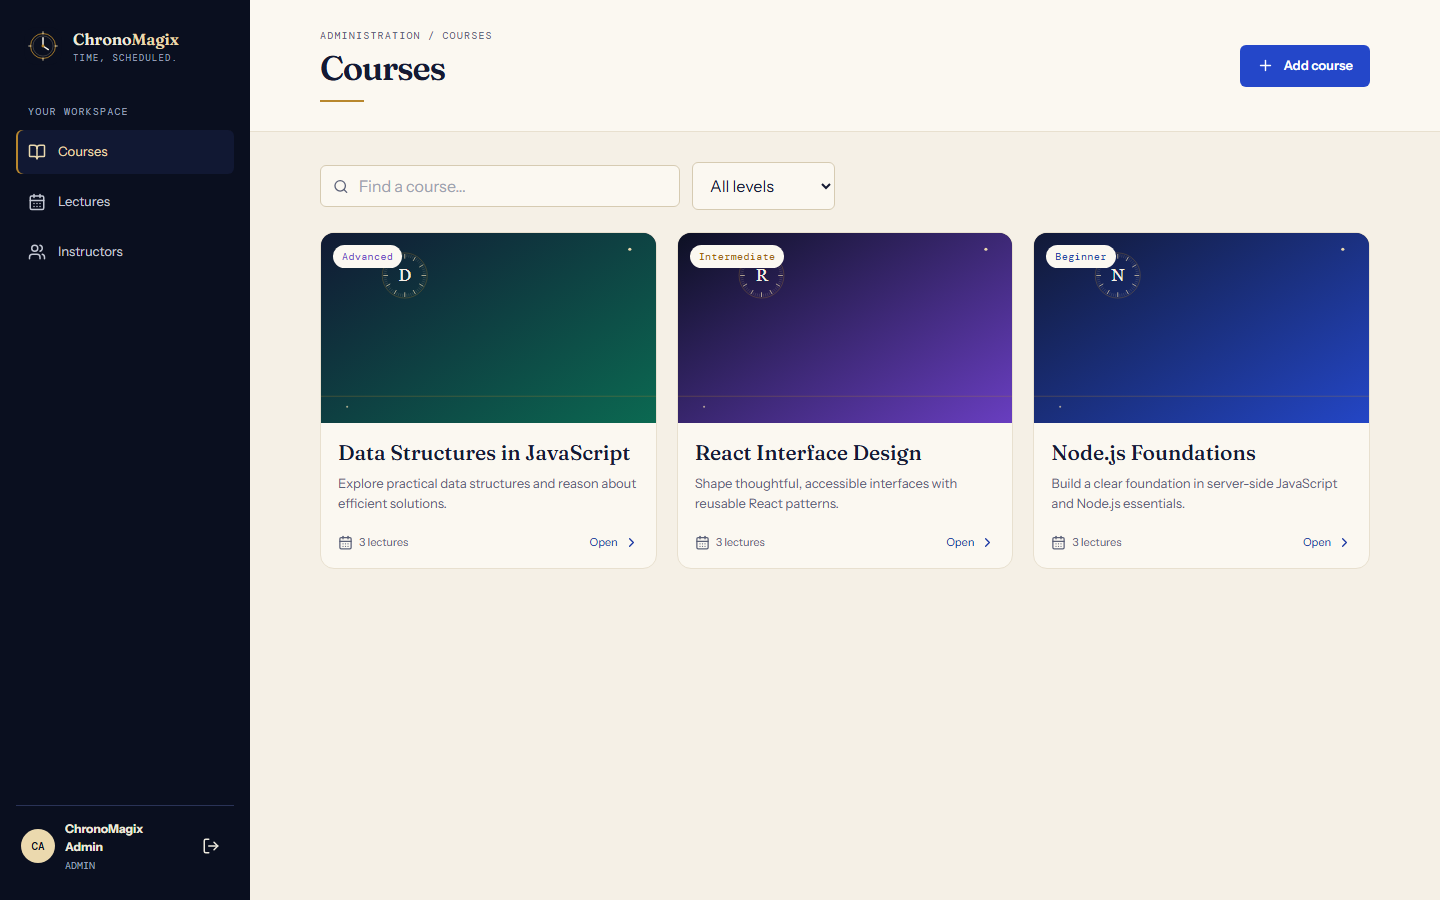 ChronoMagix
TIME, SCHEDULED.
YOUR WORKSPACE
Courses
Lectures
Instructors
ChronoMagix
Admin
CA
ADMIN
ADMINISTRATION / COURSES
Courses
Add course
Find a course...
All levels
Advanced
D
Data Structures in JavaScript
Explore practical data structures and reason about
efficient solutions.
3 lectures
Open
Intermediate
R
React Interface Design
Shape thoughtful, accessible interfaces with
reusable React patterns.
3 lectures
Open
Beginner
N
Node.js Foundations
Build a clear foundation in server-side JavaScript
and Node.js essentials.
3 lectures
Open